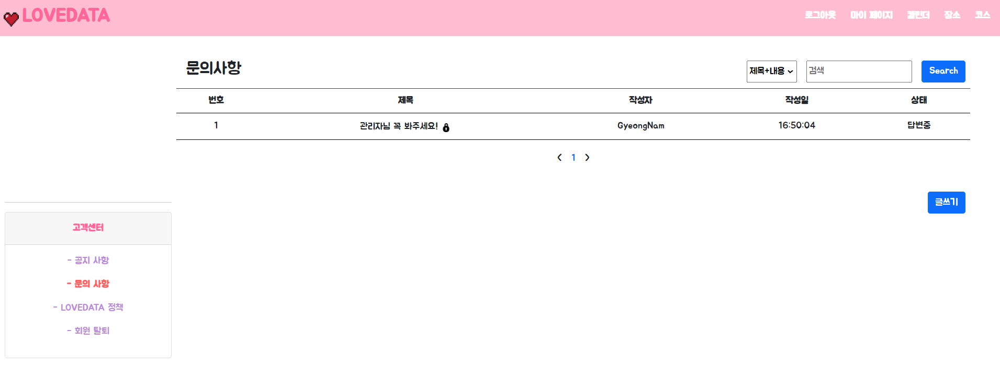 LOVEDATA
로그아웃 마이 페이지 캘린더 장소 코스
문의사항
제목+내용 검색 Search
번호 제목 작성자 작성일 상태
1 관리자님 꼭 봐주세요! GyeongNam 16:50:04 답변중
1
글쓰기
고객센터
- 공지 사항
- 문의 사항
- LOVEDATA 정책
- 회원 탈퇴